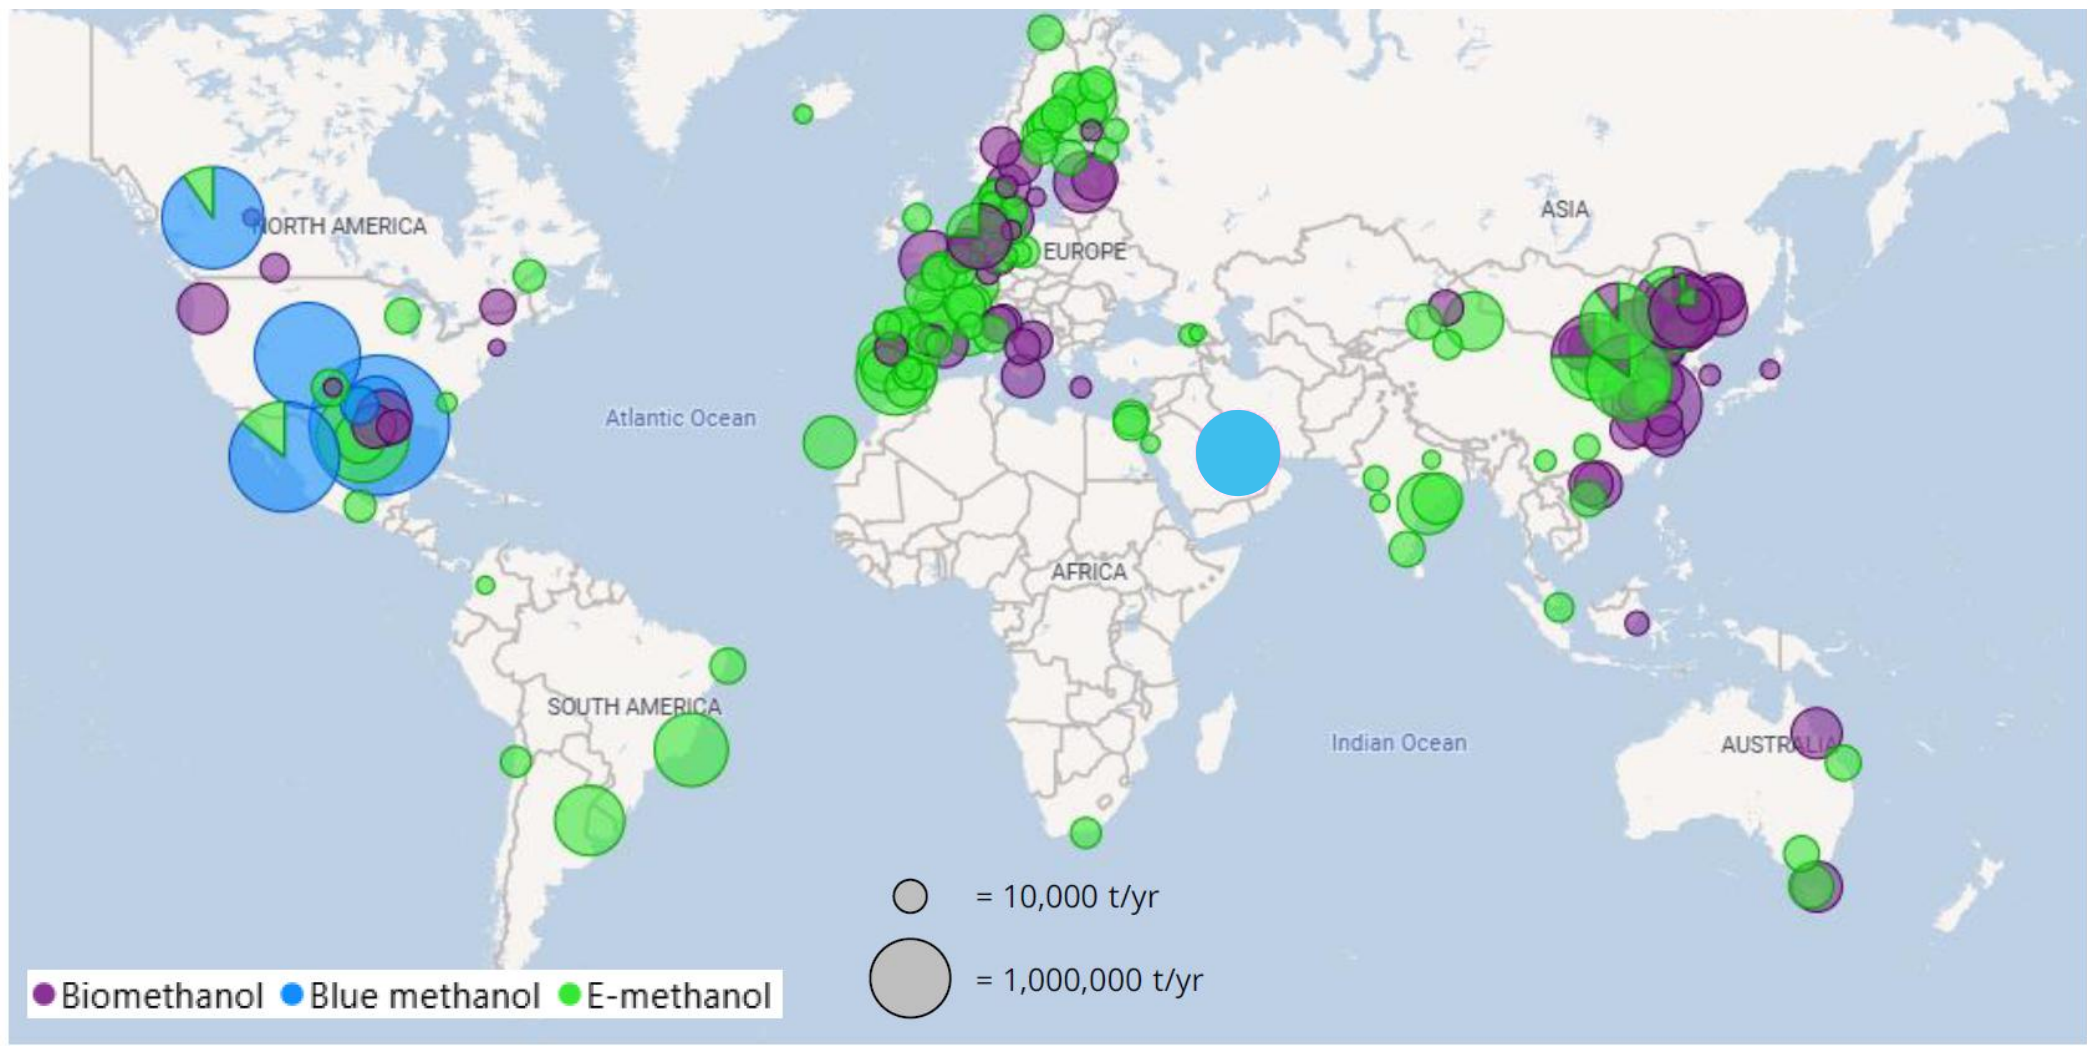 ASIA
NORTH AMERICA
EUROPE
Atlantic Ocean
AFRICA
SOUTH AMERICA
Indian Ocean
AUSTRALIA
= 10,000 t/yr
= 1,000,000 t/yr
Biomethanol Blue methanol E-methanol